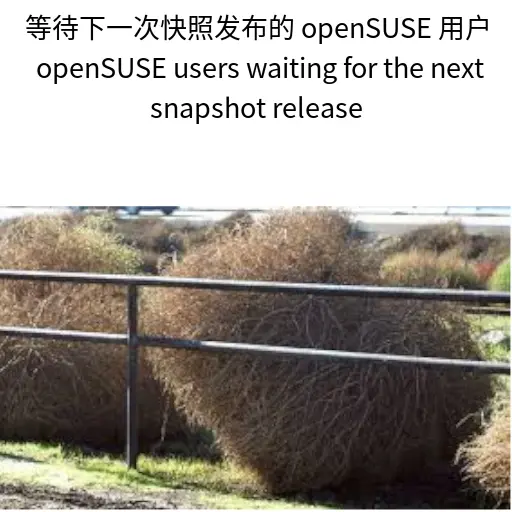 等待下一次快照发布的 openSUSE 用户
openSUSE users waiting for the next
snapshot release